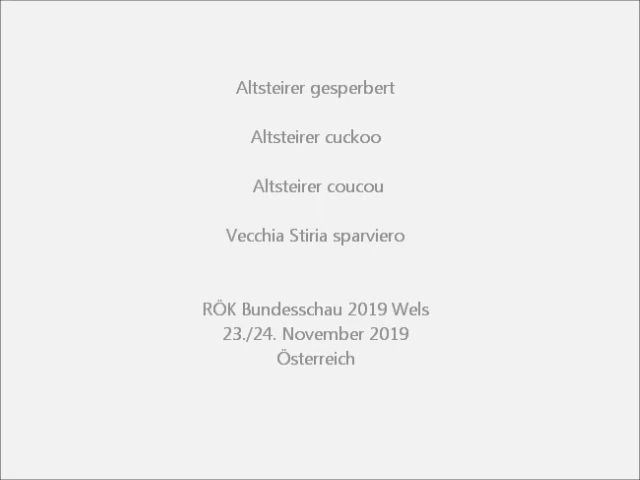 Altsteirer gesperbert
Altsteirer cuckoo
Altsteirer coucou
Vecchia Stiria sparviero
RÖK Bundesschau 2019 Wels
23./24. November 2019
Österreich